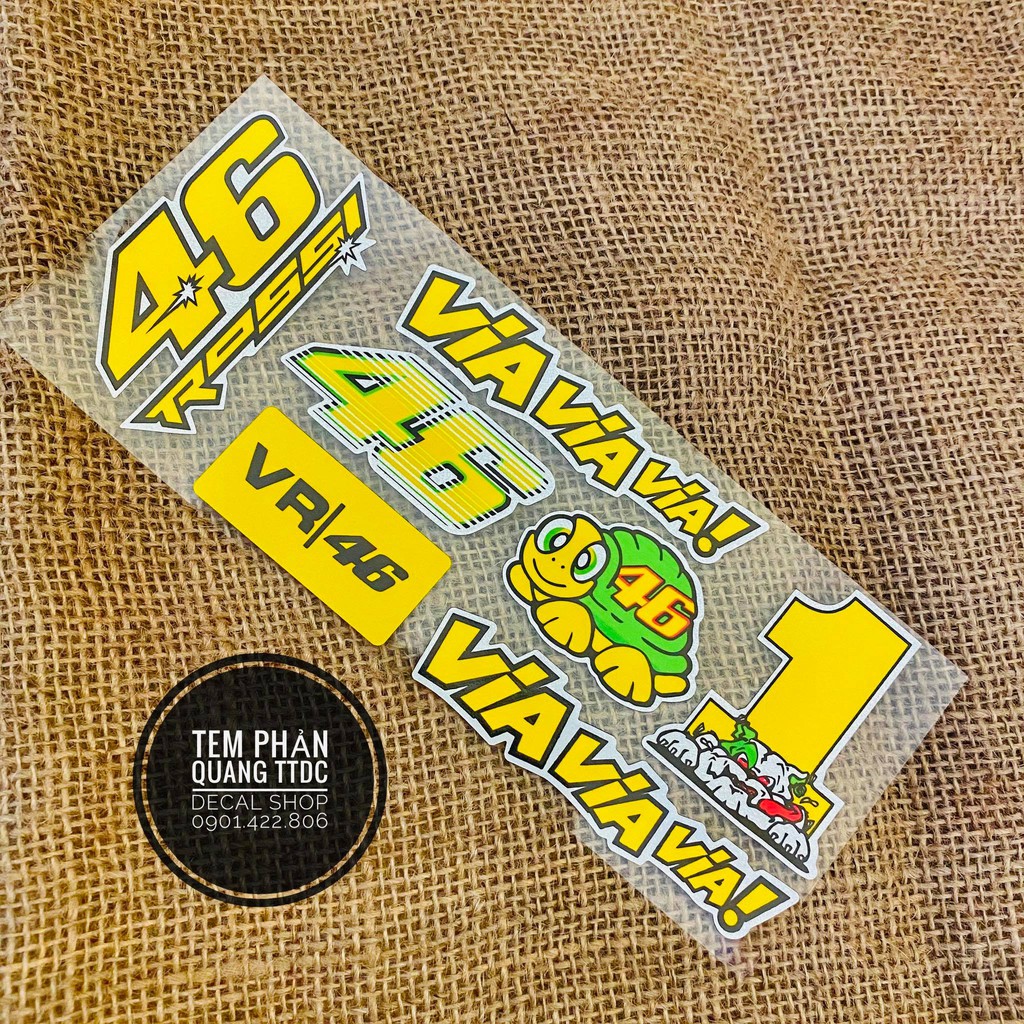 46
ROSSI
VIA VIA VIA!
46
VR|46
46
VIA VIA VIA!
1
TEM PHẢN
QUANG TTDC
DECAL SHOP
0901.422.806